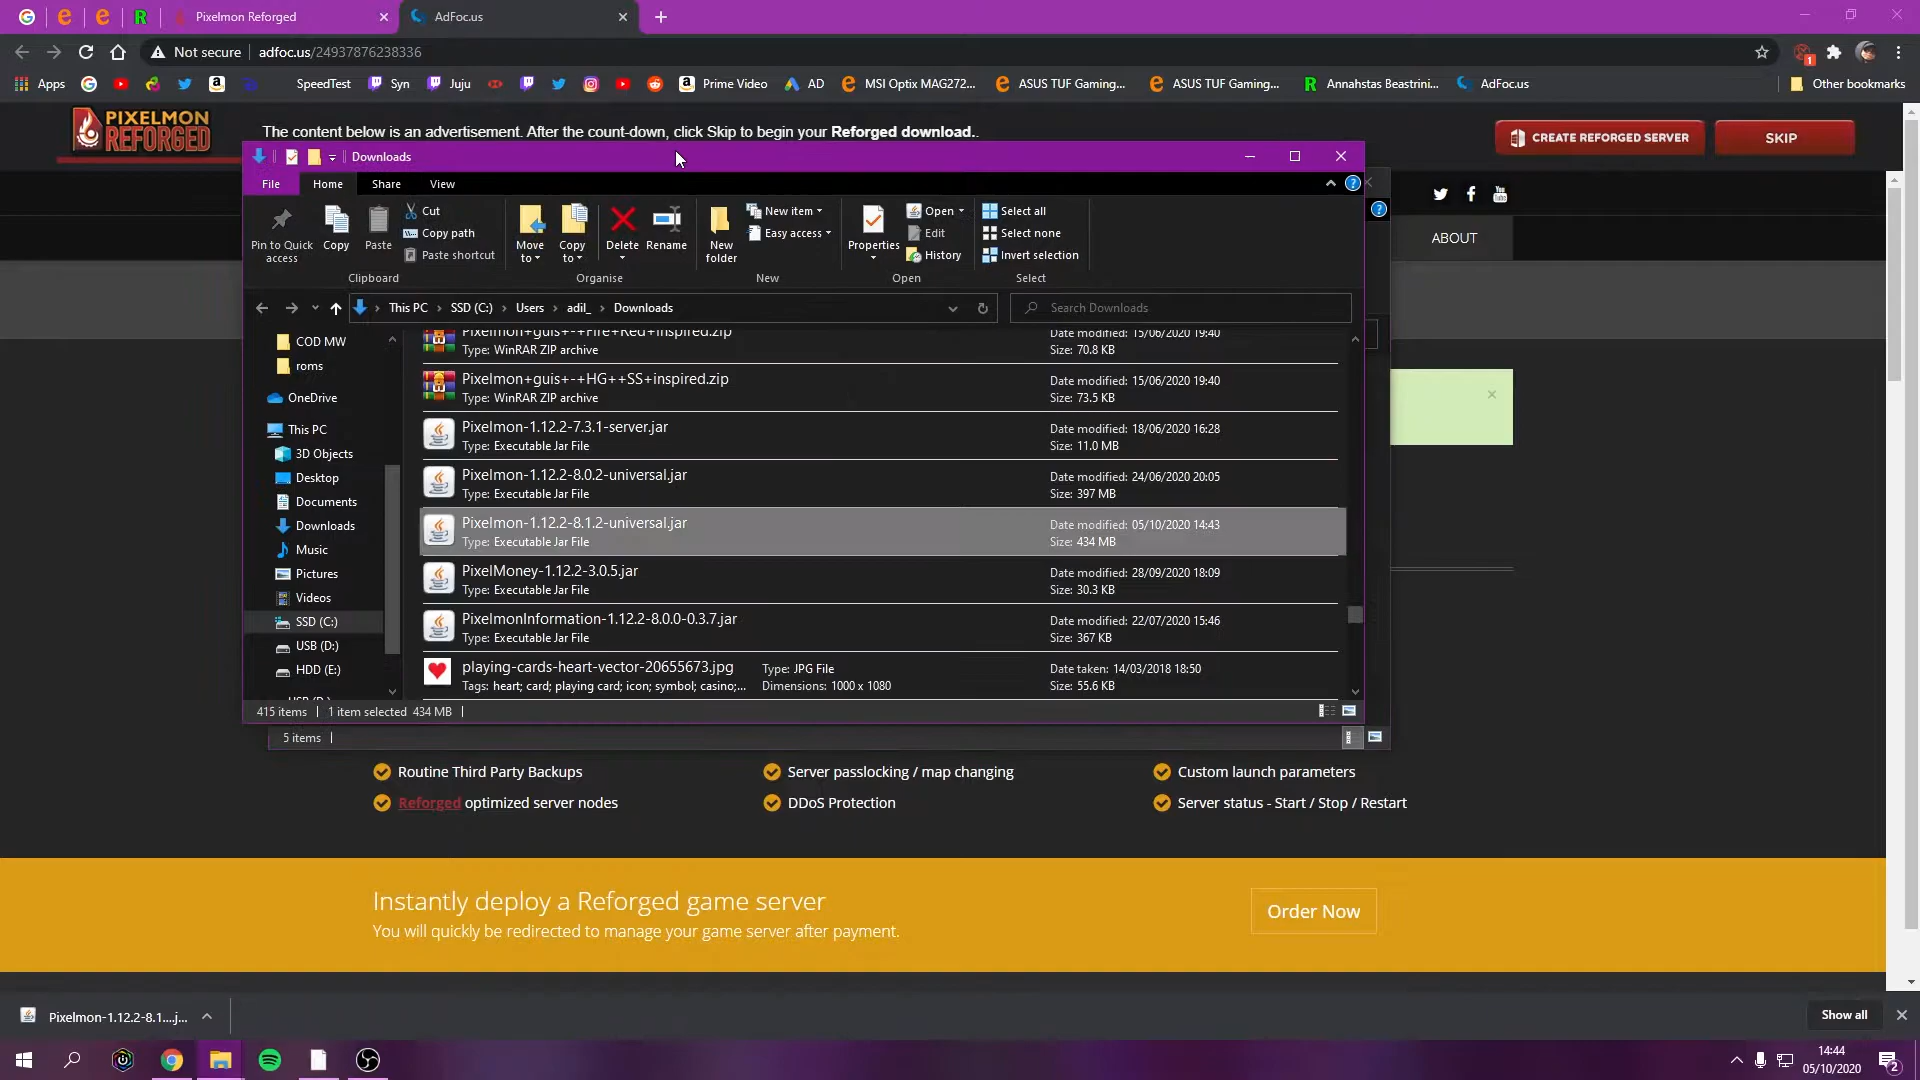 Pixelmon Reforged
AdFoc.us
Not secure
adfoc.us/24937876238336
Apps
SpeedTest
Syn
Juju
Prime Video
AD
MSI Optix MAG272...
ASUS TUF Gaming...
ASUS TUF Gaming...
Annahstas Beastrini...
AdFoc.us
Other bookmarks
PIXELMON
REFORGED
The content below is an advertisement. After the count-down, click Skip to begin your Reforged download..
CREATE REFORGED SERVER
SKIP
Downloads
File
Home
Share
View
Pin to Quick
access
Copy
Paste
Cut
Copy path
Paste shortcut
Clipboard
Move
to
Copy
to
Delete
Rename
Organise
New
folder
New item
Easy access
New
Properties
Open
Edit
History
Open
Select all
Select none
Invert selection
Select
ABOUT
This PC
SSD (C:)
Users
adil_
Downloads
Search Downloads
COD MW
roms
OneDrive
This PC
3D Objects
Desktop
Documents
Downloads
Music
Pictures
Videos
SSD (C:)
USB (D:)
HDD (E:)
USB (D:)
Pixelmon+guis+-+Fire+Red+inspired.zip
Type: WinRAR ZIP archive
Date modified: 15/06/2020 19:40
Size: 70.8 KB
Pixelmon+guis+-+HG++SS+inspired.zip
Type: WinRAR ZIP archive
Date modified: 15/06/2020 19:40
Size: 73.5 KB
Pixelmon-1.12.2-7.3.1-server.jar
Type: Executable Jar File
Date modified: 18/06/2020 16:28
Size: 11.0 MB
Pixelmon-1.12.2-8.0.2-universal.jar
Type: Executable Jar File
Date modified: 24/06/2020 20:05
Size: 397 MB
Pixelmon-1.12.2-8.1.2-universal.jar
Type: Executable Jar File
Date modified: 05/10/2020 14:43
Size: 434 MB
PixelMoney-1.12.2-3.0.5.jar
Type: Executable Jar File
Date modified: 28/09/2020 18:09
Size: 30.3 KB
PixelmonInformation-1.12.2-8.0.0-0.3.7.jar
Type: Executable Jar File
Date modified: 22/07/2020 15:46
Size: 367 KB
playing-cards-heart-vector-20655673.jpg
Tags: heart; card; playing card; icon; symbol; casino;...
Type: JPG File
Dimensions: 1000 x 1080
Date taken: 14/03/2018 18:50
Size: 55.6 KB
415 items
1 item selected 434 MB
5 items
Routine Third Party Backups
Server passlocking / map changing
Custom launch parameters
Reforged optimized server nodes
DDoS Protection
Server status - Start / Stop / Restart
Instantly deploy a Reforged game server
You will quickly be redirected to manage your game server after payment.
Order Now
Pixelmon-1.12.2-8.1....j...
Show all
14:44
05/10/2020
2